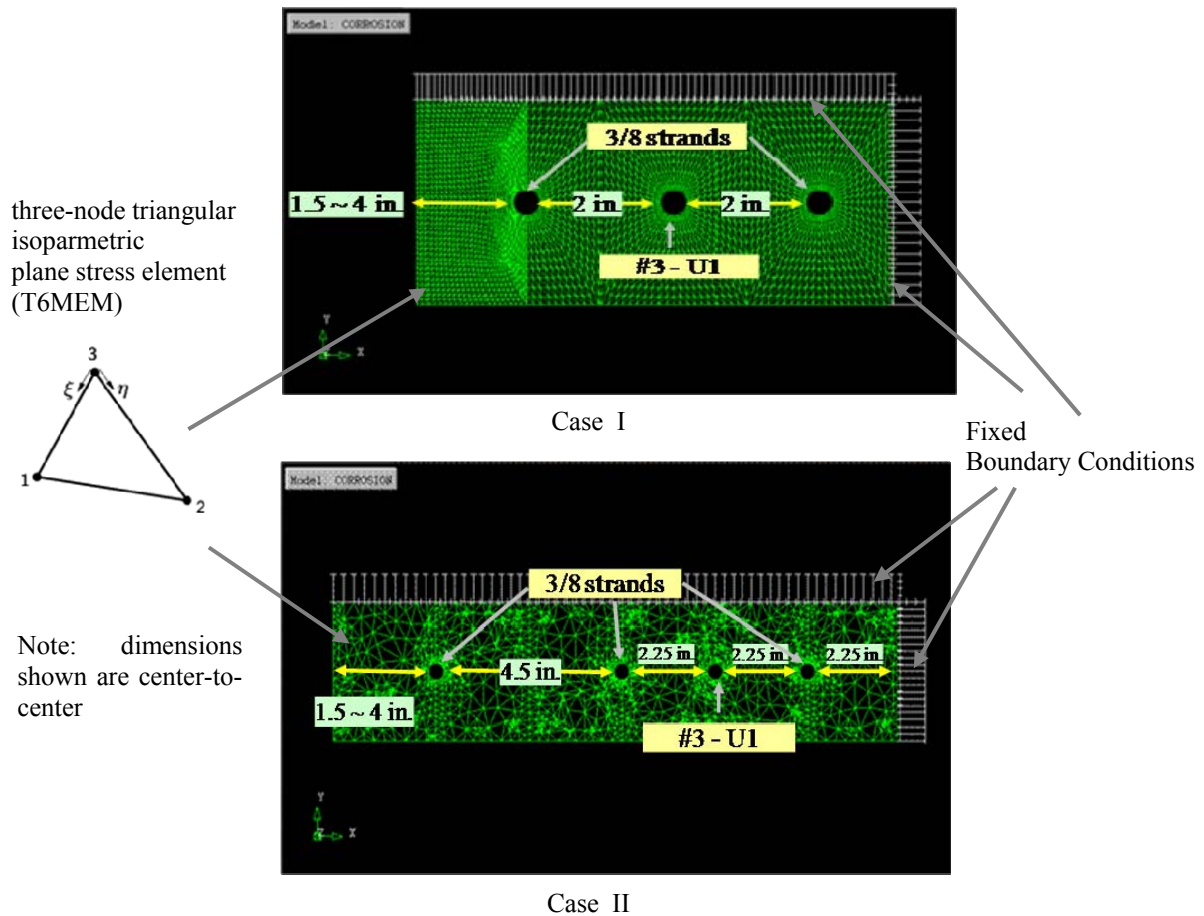 Model: CORROSION
3/8 strands
1.5 ~ 4 in.
2 in.
2 in.
#3 - U1
Y
Z
X
Case I
three-node triangular
isoparmetric
plane stress element
(T6MEM)
3
ξ
η
1
2
Fixed
Boundary Conditions
Model: CORROSION
3/8 strands
4.5 in.
2.25 in.
2.25 in.
2.25 in.
1.5 ~ 4 in.
#3 - U1
Y
Z
X
Note: dimensions
shown are center-to-
center
Case II